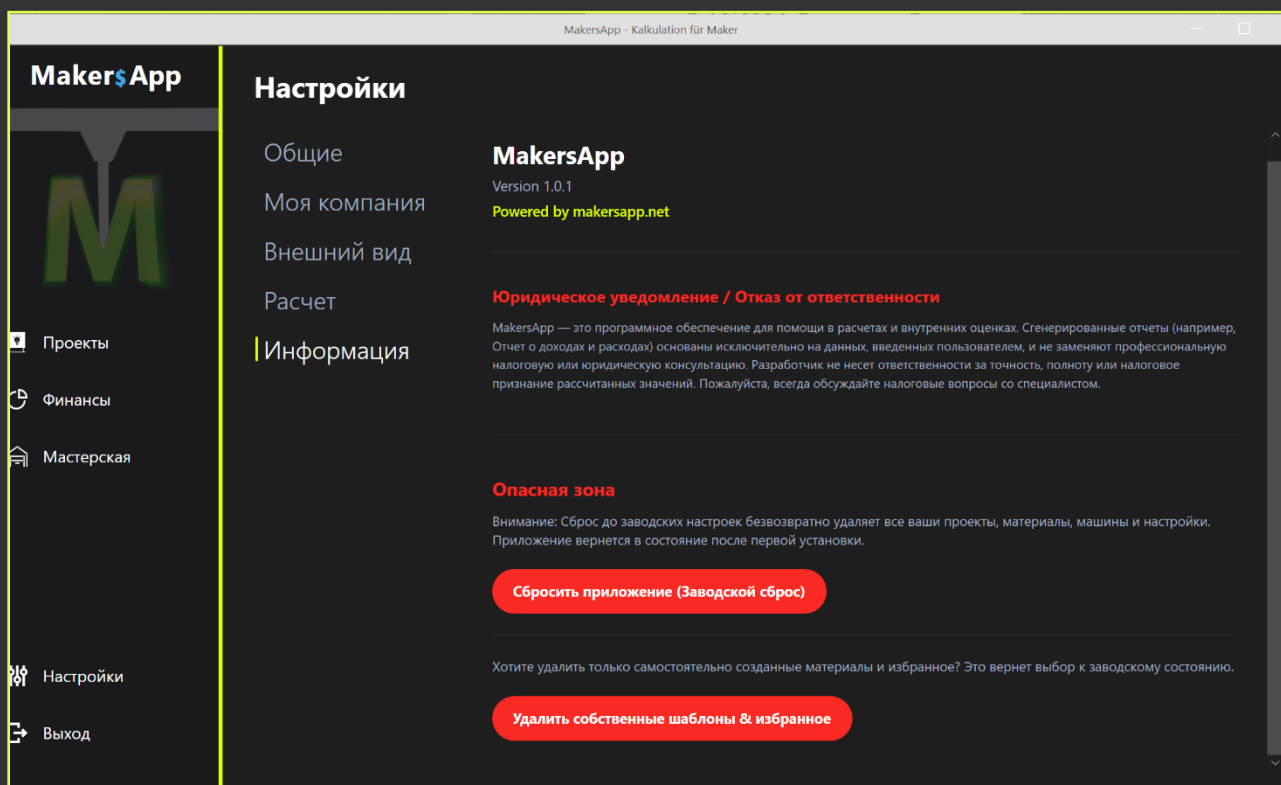 MakersApp - Kalkulation für Maker
Maker$App
Настройки
Общие
Моя компания
Внешний вид
Расчет
Информация
Проекты
Финансы
Мастерская
Настройки
Выход
MakersApp
Version 1.0.1
Powered by makersapp.net
Юридическое уведомление / Отказ от ответственности
MakersApp — это программное обеспечение для помощи в расчетах и внутренних оценках. Сгенерированные отчеты (например,
Отчет о доходах и расходах) основаны исключительно на данных, введенных пользователем, и не заменяют профессиональную
налоговую или юридическую консультацию. Разработчик не несет ответственности за точность, полноту или налоговое
признание рассчитанных значений. Пожалуйста, всегда обсуждайте налоговые вопросы со специалистом.
Опасная зона
Внимание: Сброс до заводских настроек безвозвратно удаляет все ваши проекты, материалы, машины и настройки.
Приложение вернется в состояние после первой установки.
Сбросить приложение (Заводской сброс)
Хотите удалить только самостоятельно созданные материалы и избранное? Это вернет выбор к заводскому состоянию.
Удалить собственные шаблоны & избранное